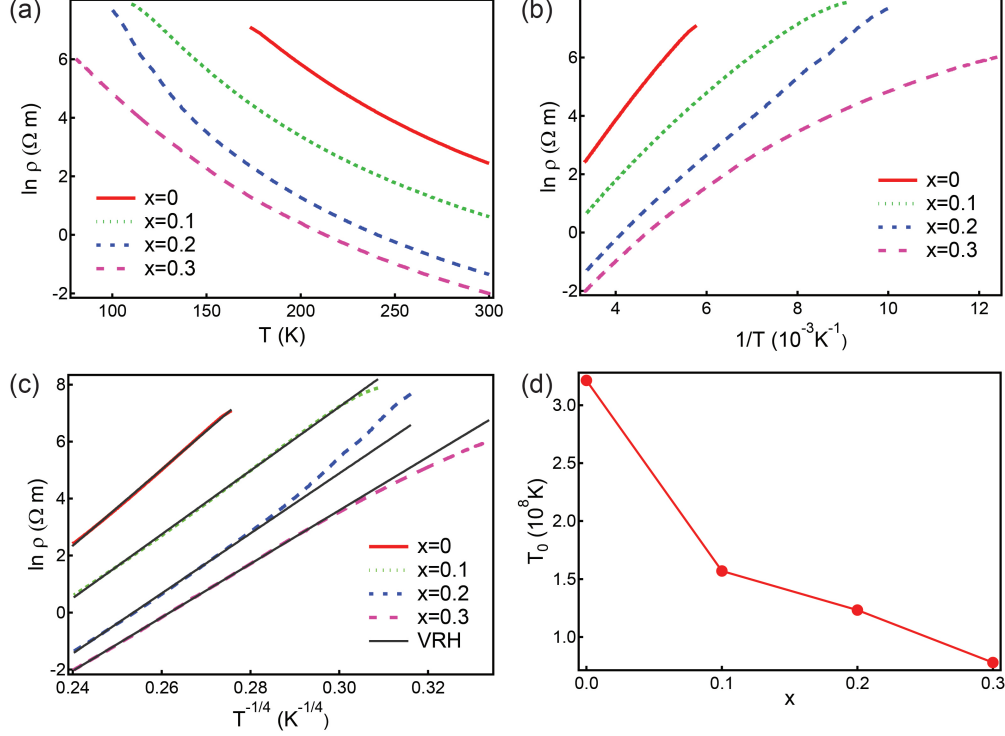 (a)
ln ρ (Ω m)
6
4
2
0
-2
x=0
x=0.1
x=0.2
x=0.3
100
150
200
250
300
T (K)
(b)
ln ρ (Ω m)
6
4
2
0
-2
x=0
x=0.1
x=0.2
x=0.3
4
6
8
10
12
1/T (10⁻³K⁻¹)
(c)
ln ρ (Ω m)
8
6
4
2
0
-2
x=0
x=0.1
x=0.2
x=0.3
VRH
0.24
0.26
0.28
0.30
0.32
T⁻¹/⁴ (K⁻¹/⁴)
(d)
T₀ (10⁸K)
3.0
2.5
2.0
1.5
1.0
0.0
0.1
0.2
0.3
x